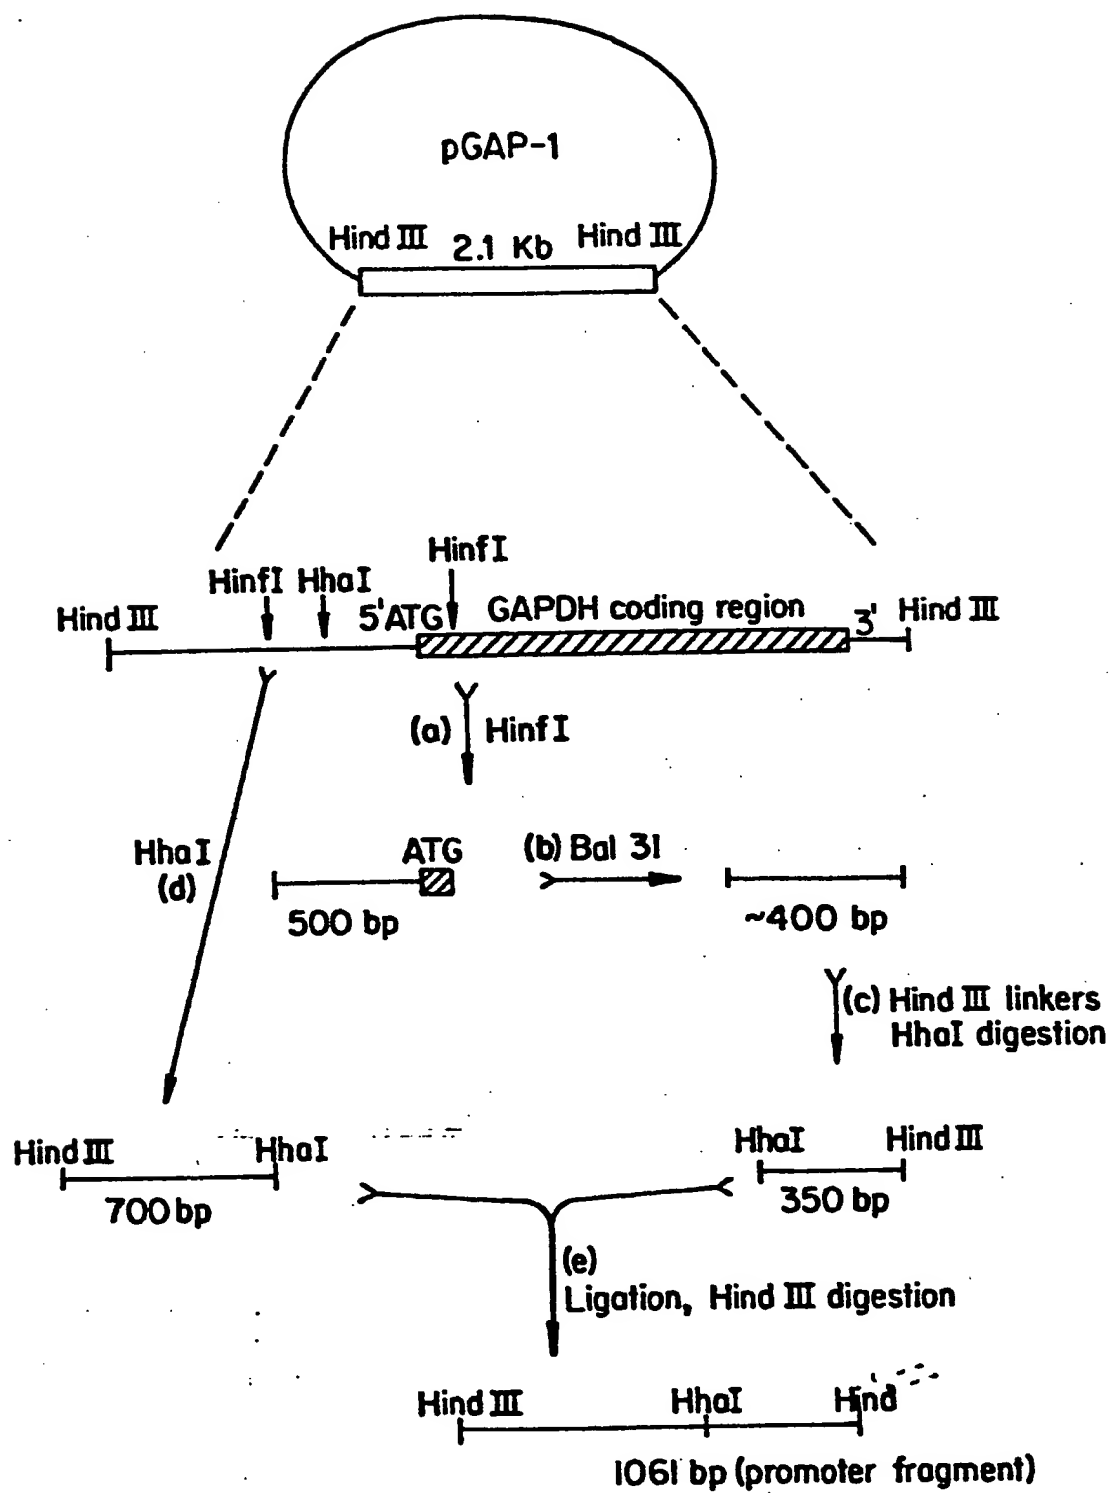 pGAP-1
Hind III 2.1 Kb Hind III
HinfI
HinfI HhaI
Hind III 5'ATG GAPDH coding region 3' Hind III
(a) HinfI
HhaI
(d)
ATG
500 bp
(b) Bal 31
~400 bp
(c) Hind III linkers
HhaI digestion
Hind III HhaI
700 bp
HhaI Hind III
350 bp
(e)
Ligation, Hind III digestion
Hind III HhaI Hind
1061 bp (promoter fragment)